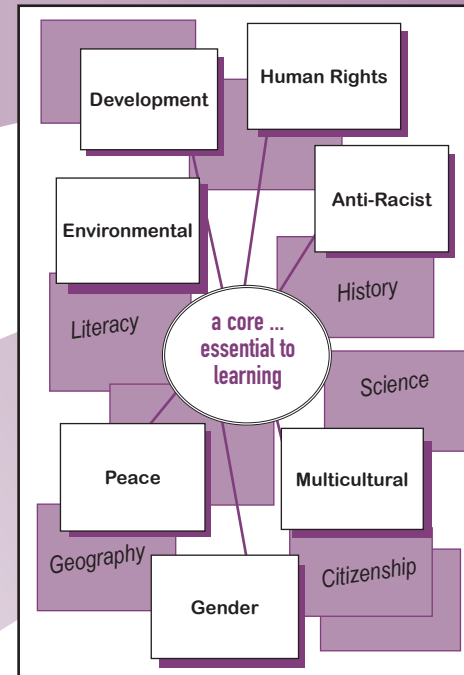 Human Rights
Development
Anti-Racist
Environmental
History
Literacy
a core ...
essential to
learning
Science
Peace
Multicultural
Geography
Citizenship
Gender